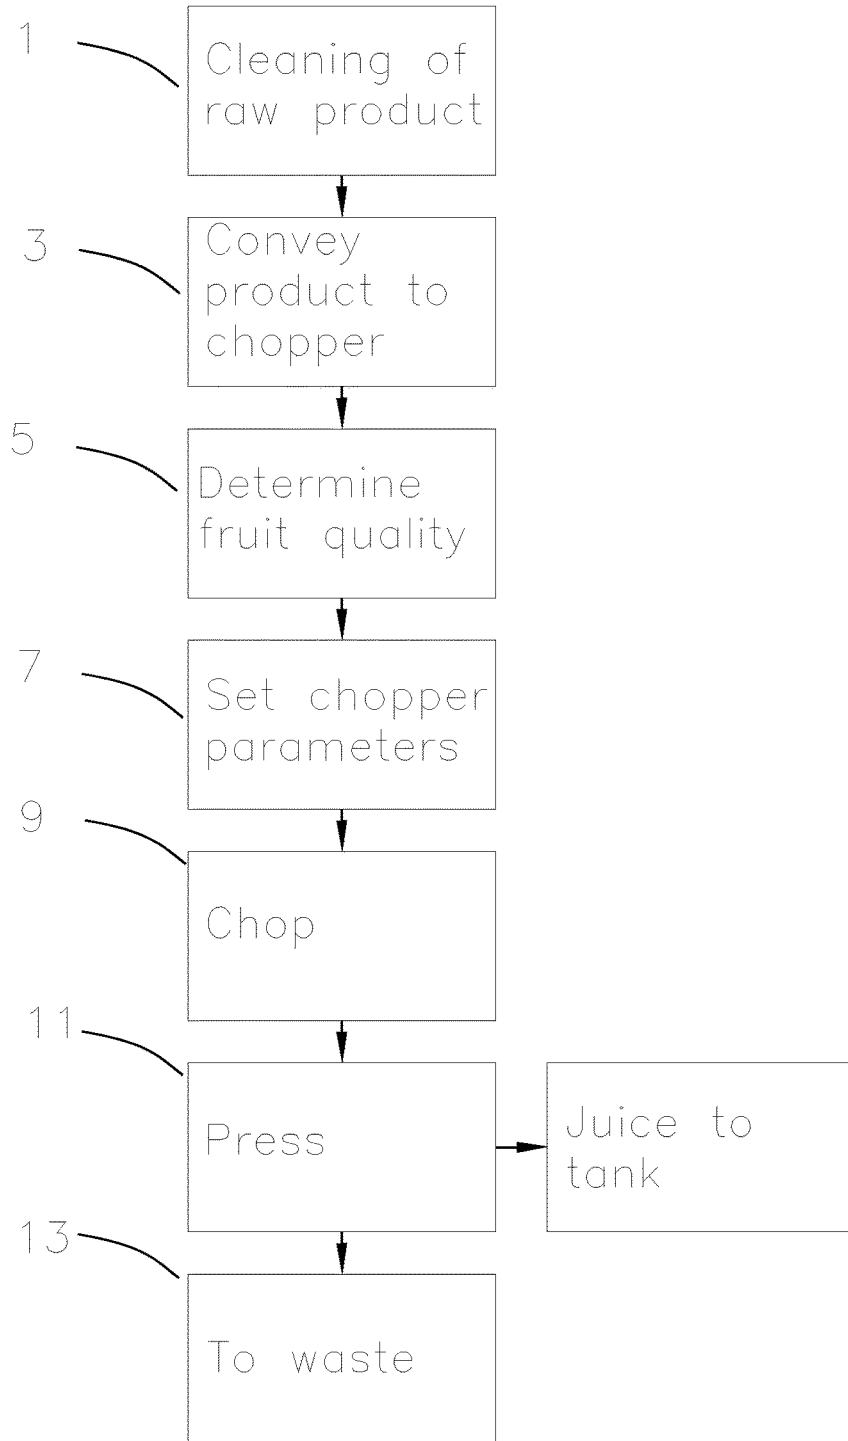 1
Cleaning of
raw product
3
Convey
product to
chopper
5
Determine
fruit quality
7
Set chopper
parameters
9
Chop
11
Press
Juice to
tank
13
To waste